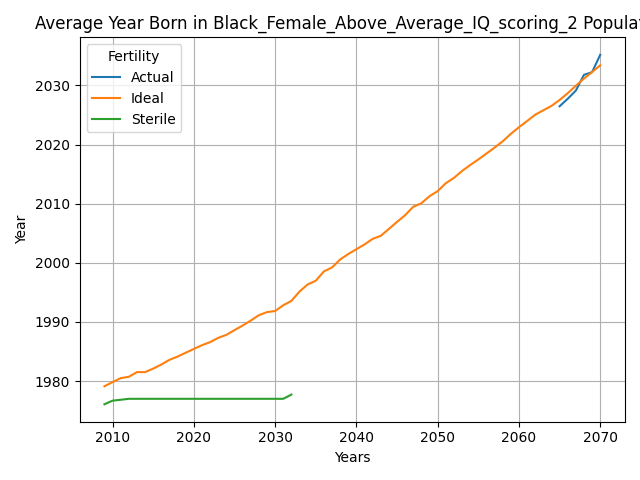 Average Year Born in Black_Female_Above_Average_IQ_scoring_2 Populat
Fertility
Actual
Ideal
Sterile
Year
2030
2020
2010
2000
1990
1980
2010 2020 2030 2040 2050 2060 2070
Years